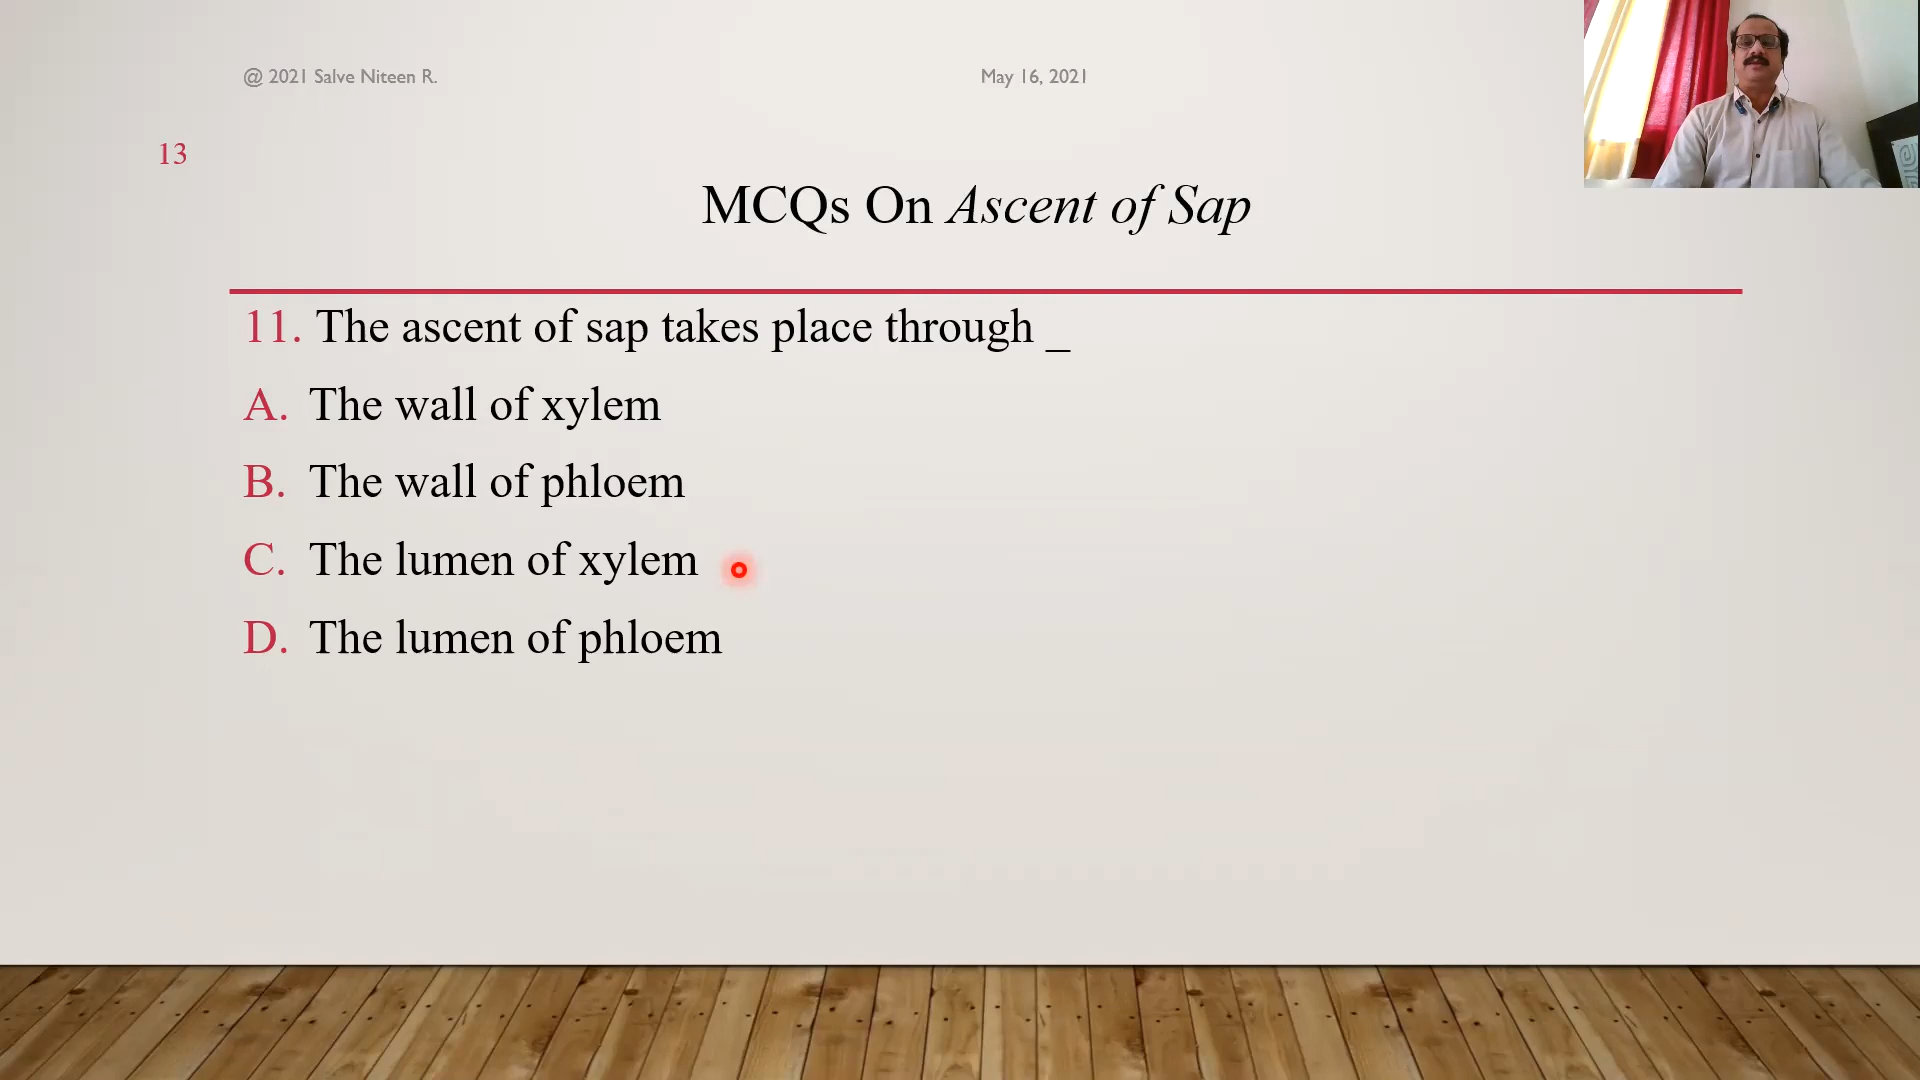 @ 2021 Salve Niteen R.
May 16, 2021
13
MCQs On Ascent of Sap
11. The ascent of sap takes place through _
A. The wall of xylem
B. The wall of phloem
C. The lumen of xylem
D. The lumen of phloem